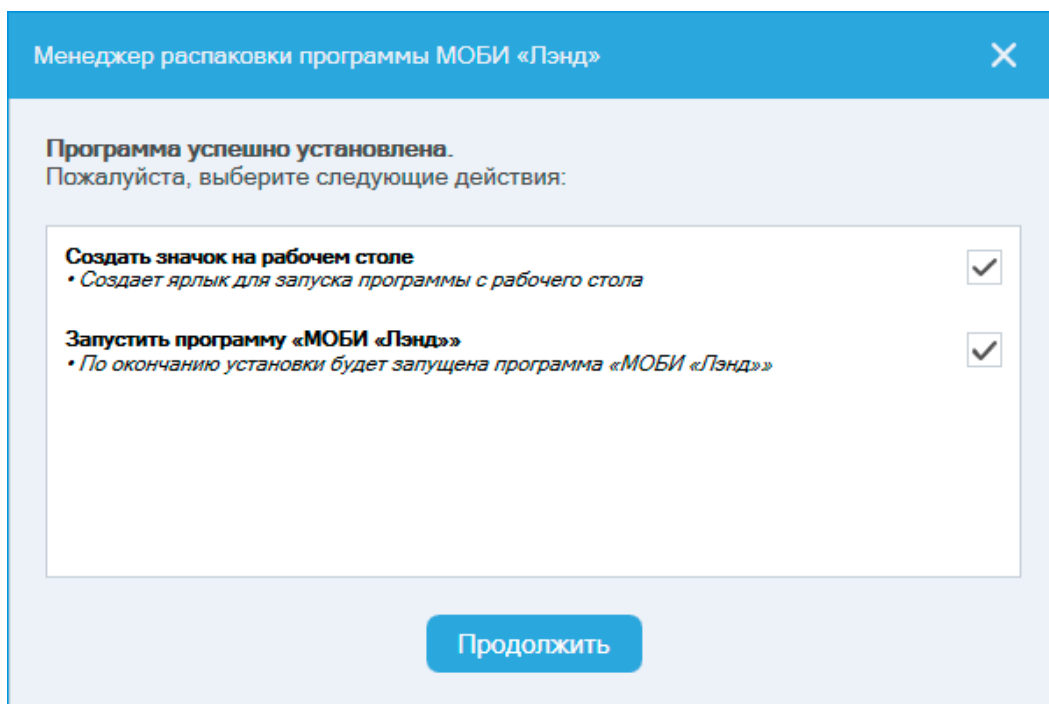 Менеджер распаковки программы МОБИ «Лэнд»
Программа успешно установлена.
Пожалуйста, выберите следующие действия:
Создать значок на рабочем столе
• Создает ярлык для запуска программы с рабочего стола
Запустить программу «МОБИ «Лэнд»»
• По окончанию установки будет запущена программа «МОБИ «Лэнд»»
Продолжить